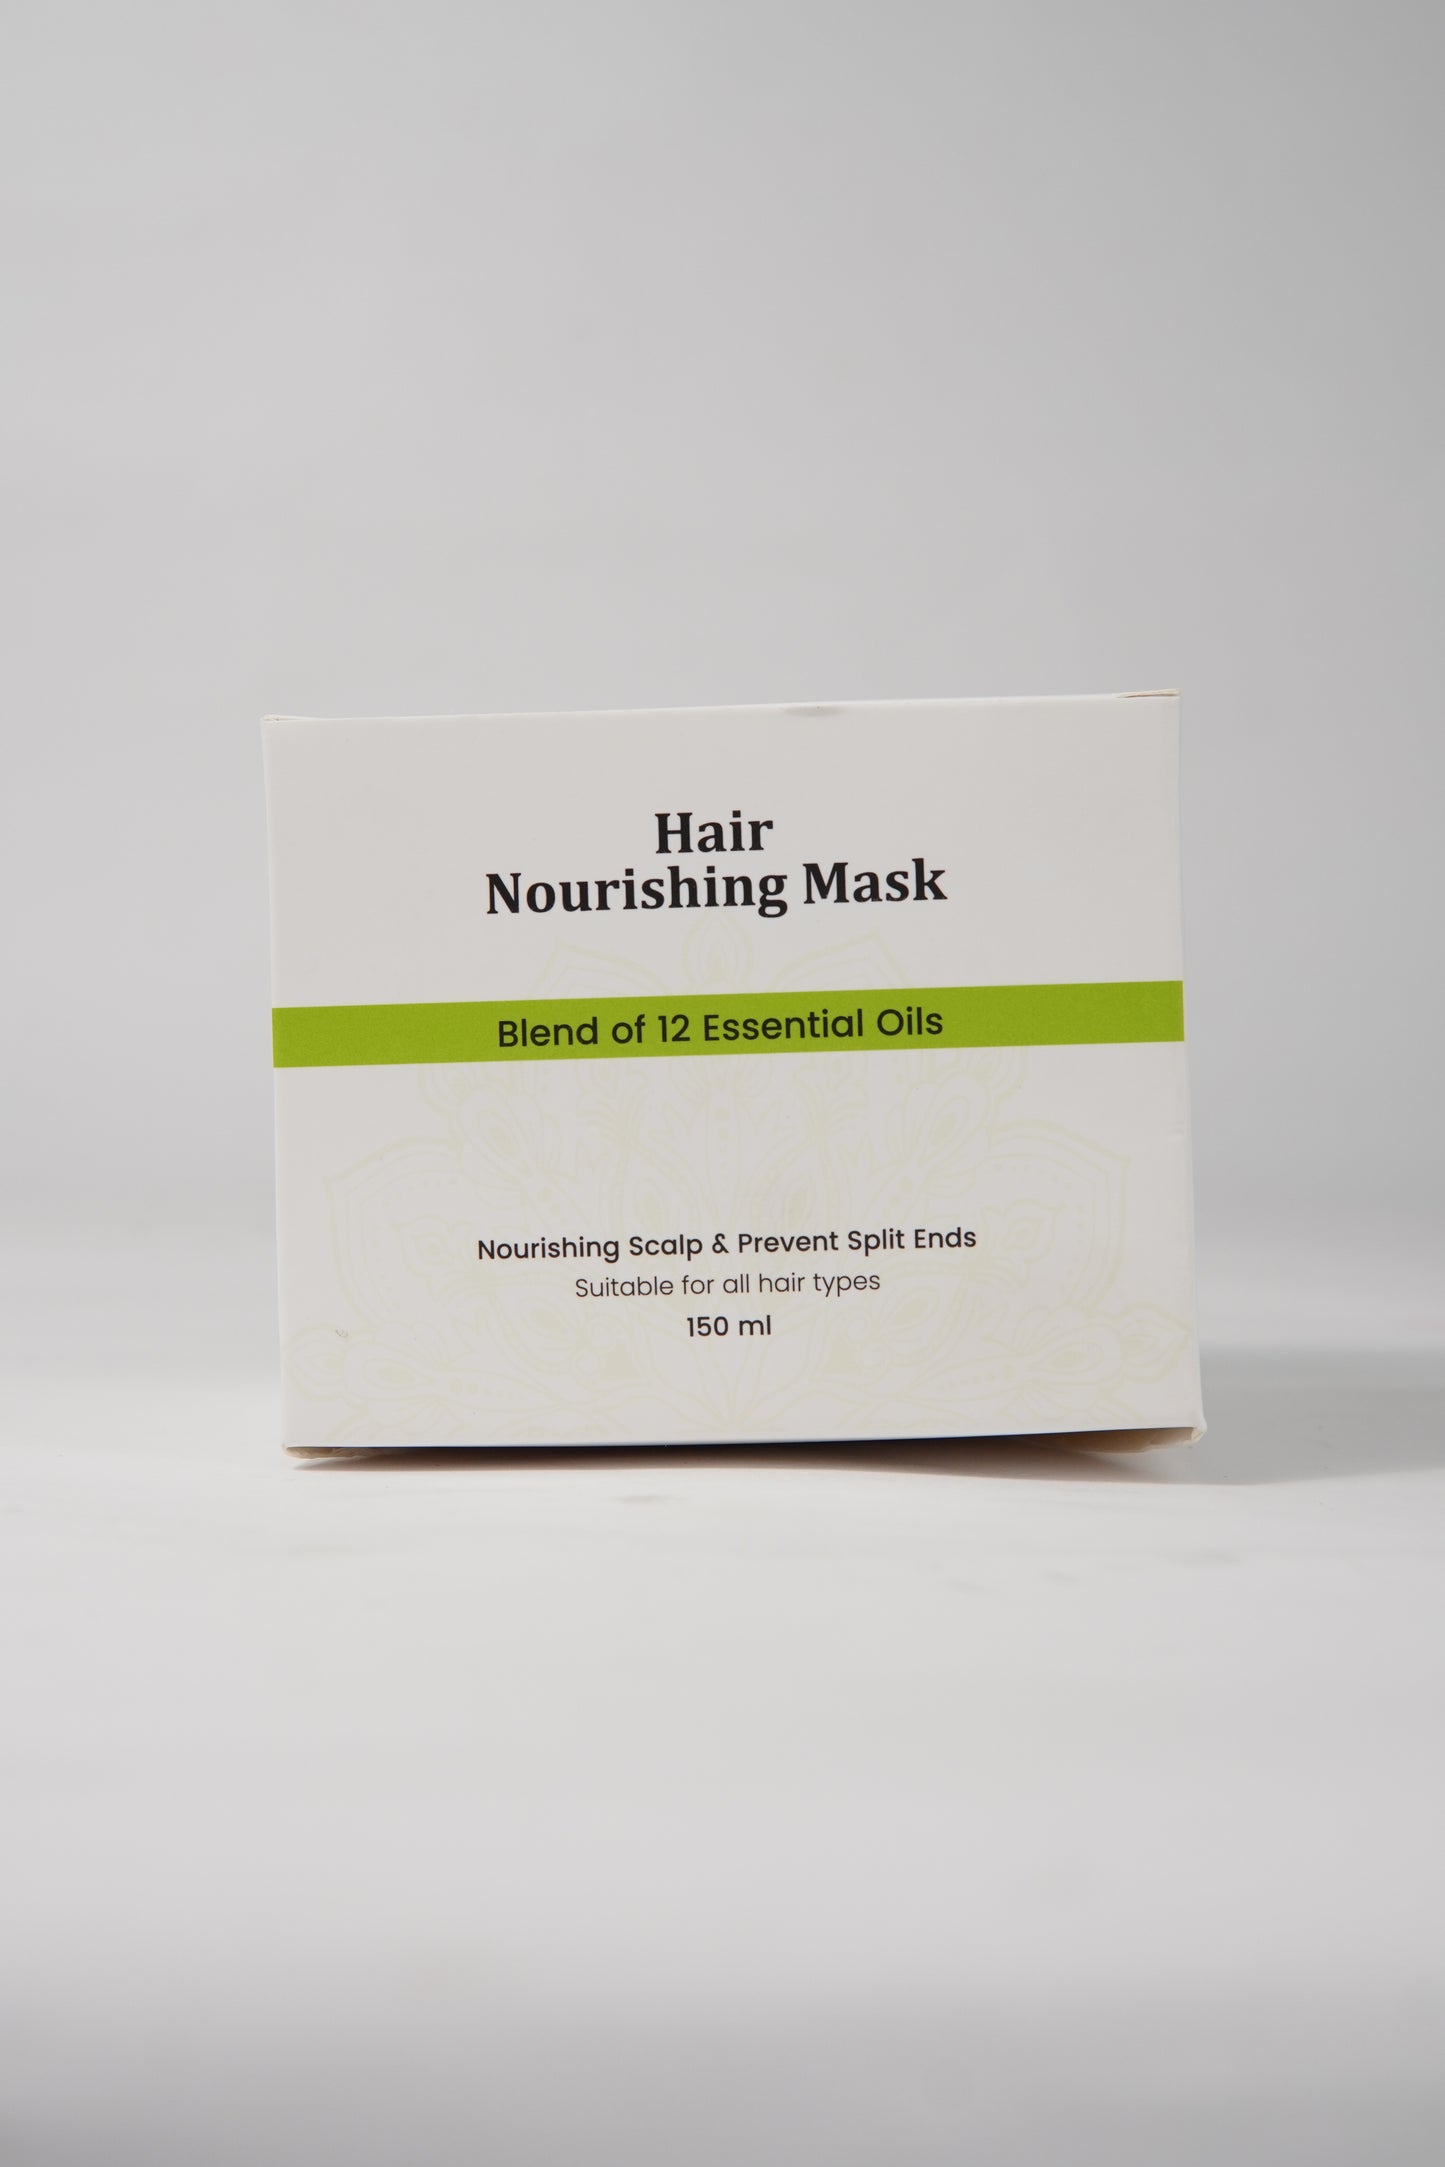 Hair
Nourishing Mask
Blend of 12 Essential Oils
Nourishing Scalp & Prevent Split Ends
Suitable for all hair types
150 ml